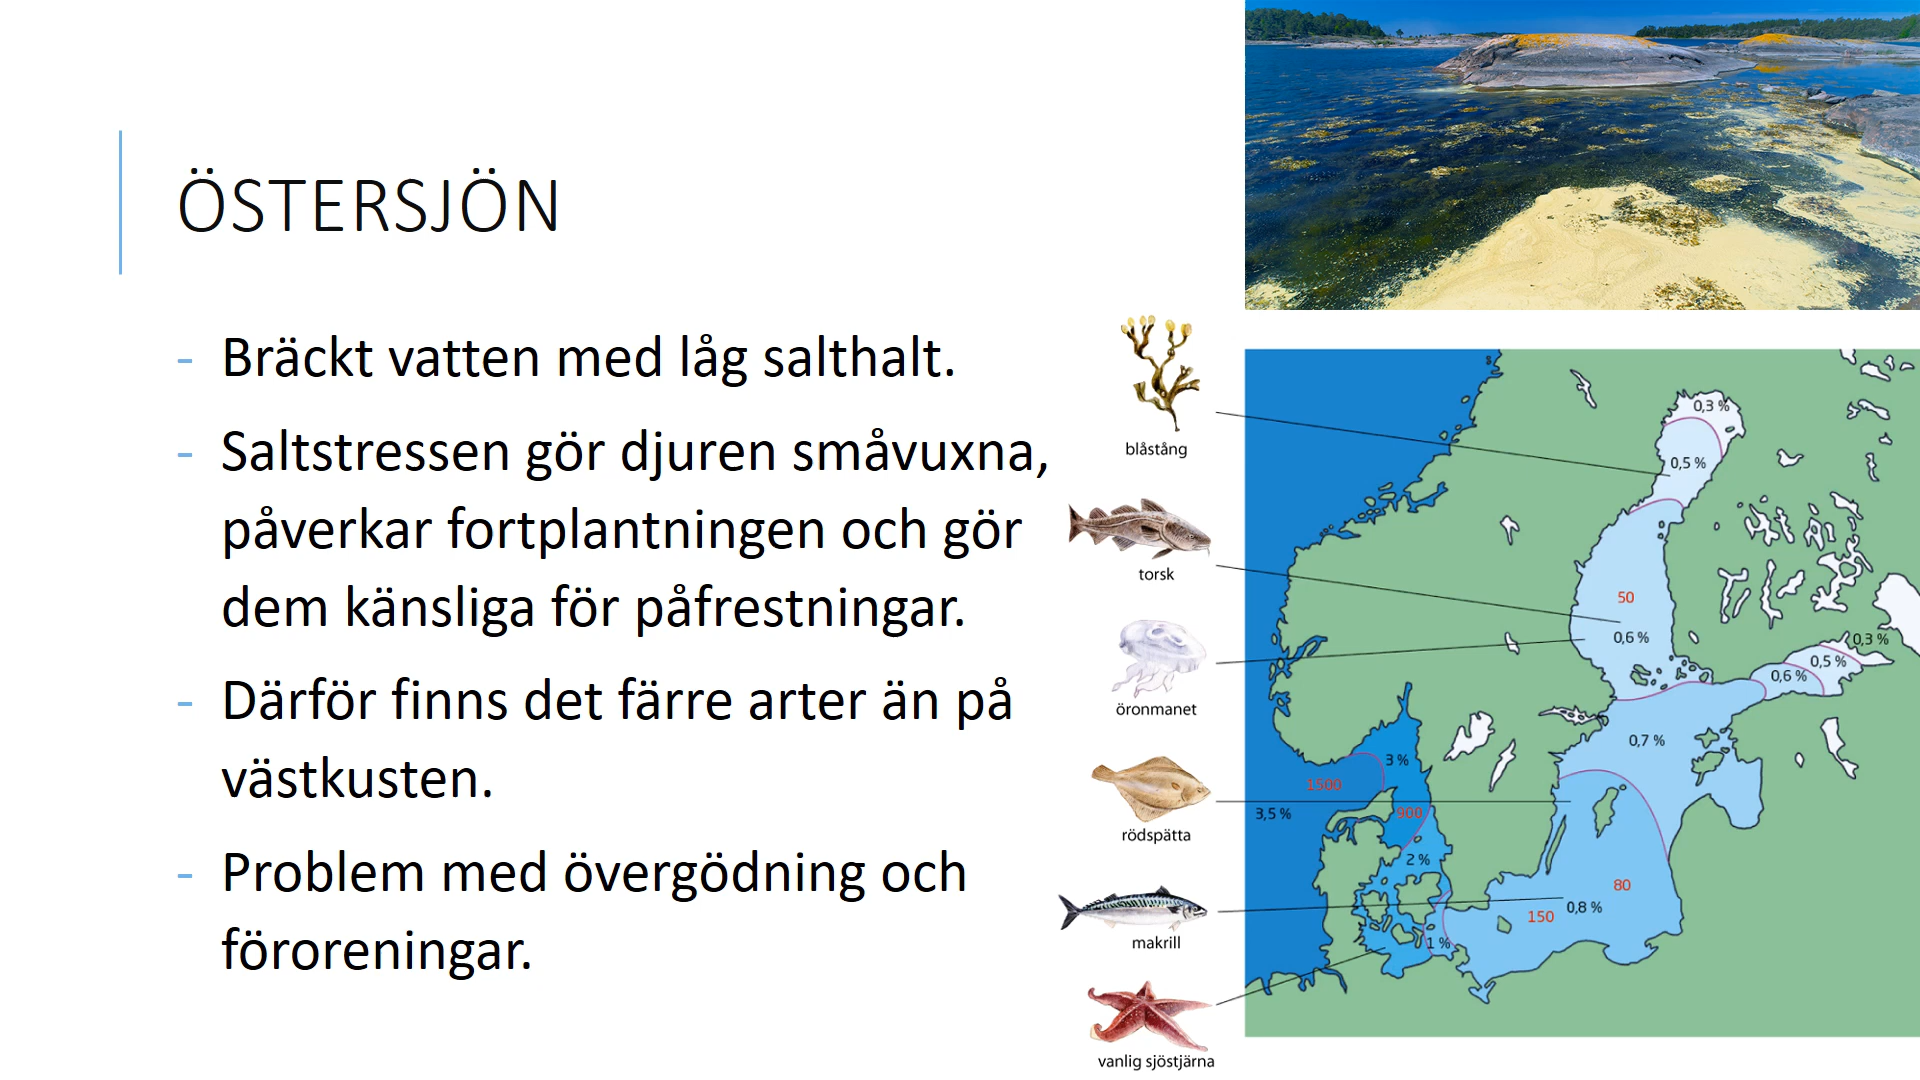 ÖSTERSJÖN
- Bräckt vatten med låg salthalt.
- Saltstressen gör djuren småvuxna,
påverkar fortplantningen och gör
dem känsliga för påfrestningar.
- Därför finns det färre arter än på
västkusten.
- Problem med övergödning och
föroreningar.
blåstång
torsk
öronmanet
rödspätta
makrill
vanlig sjöstjärna
0,3 %
0,5 %
50
0,6 %
0,3 %
0,5 %
0,6 %
0,7 %
3 %
1500
3,5 %
900
2 %
80
0,8 %
150
1 %